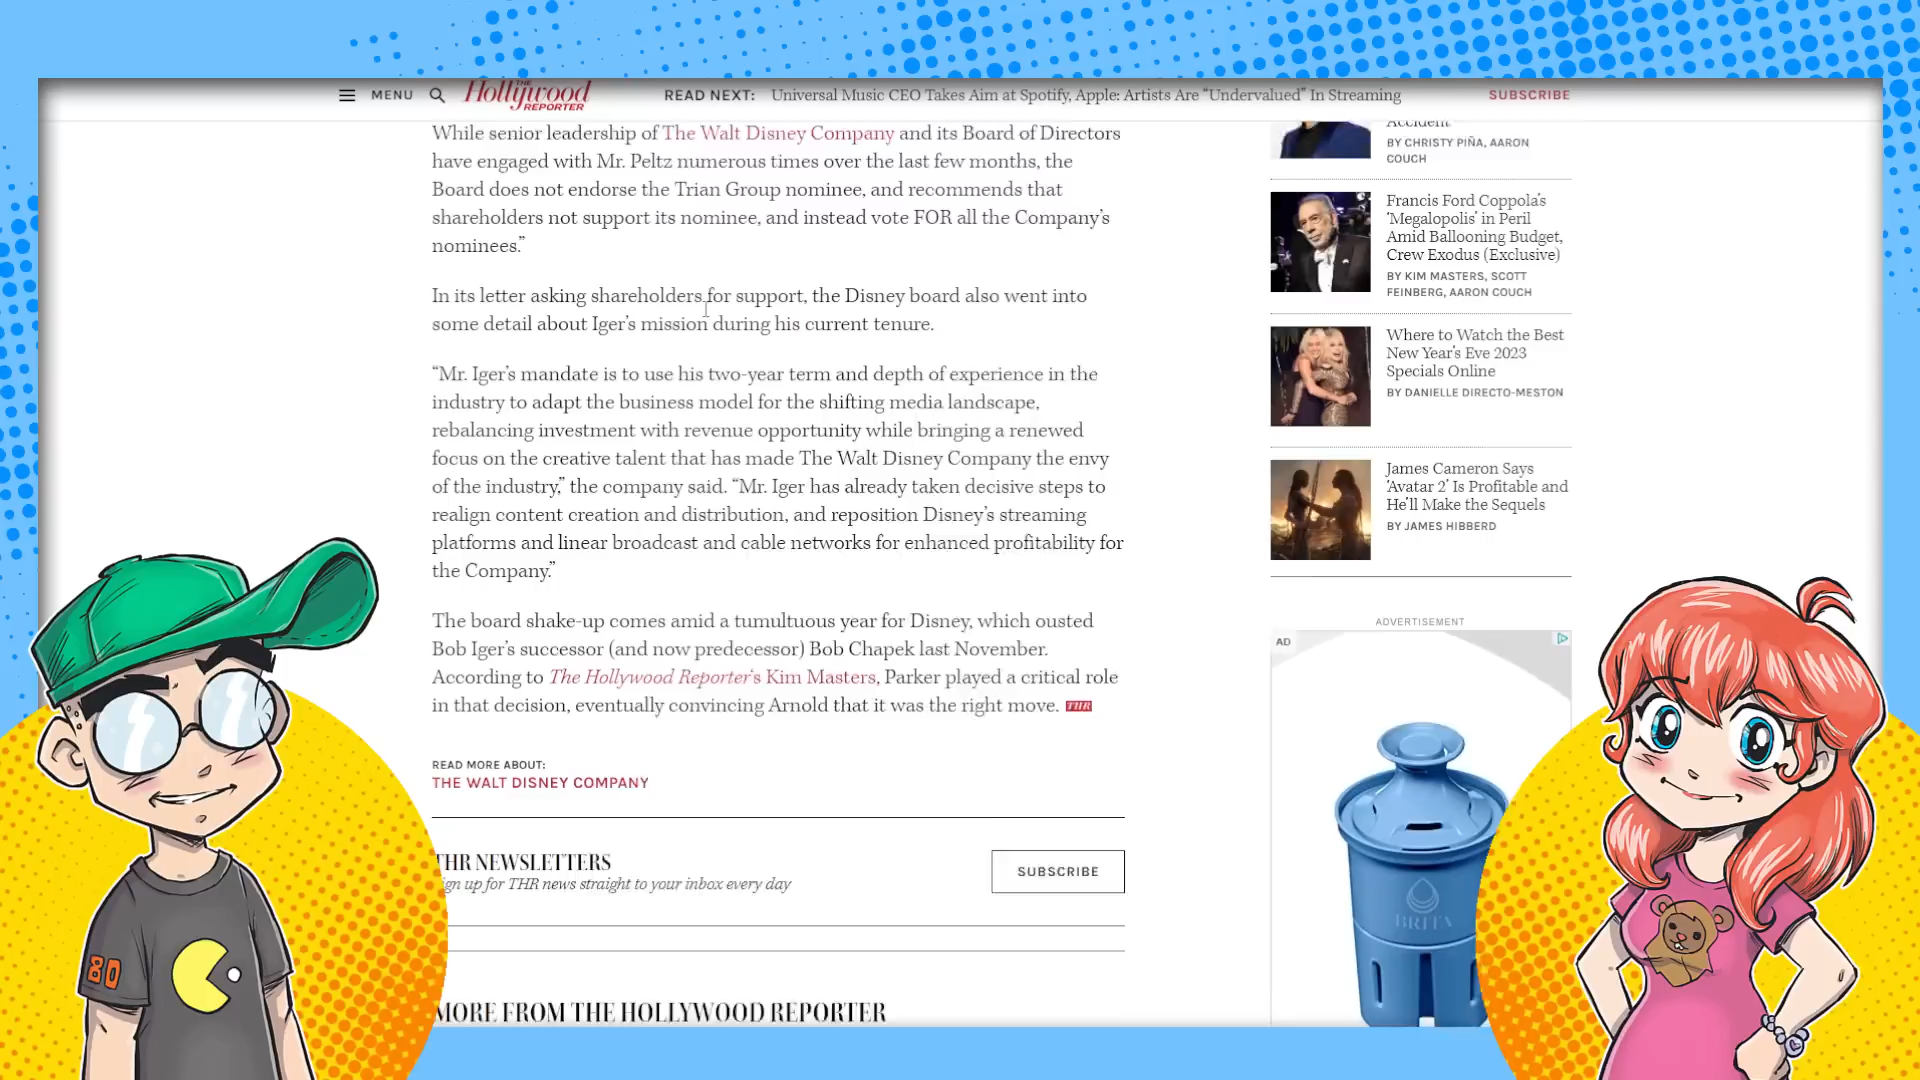 MENU
THE
Hollywood
REPORTER
READ NEXT: Universal Music CEO Takes Aim at Spotify, Apple: Artists Are “Undervalued” In Streaming
SUBSCRIBE
While senior leadership of The Walt Disney Company and its Board of Directors
have engaged with Mr. Peltz numerous times over the last few months, the
Board does not endorse the Trian Group nominee, and recommends that
shareholders not support its nominee, and instead vote FOR all the Company’s
nominees.”
In its letter asking shareholders for support, the Disney board also went into
some detail about Iger’s mission during his current tenure.
“Mr. Iger’s mandate is to use his two-year term and depth of experience in the
industry to adapt the business model for the shifting media landscape,
rebalancing investment with revenue opportunity while bringing a renewed
focus on the creative talent that has made The Walt Disney Company the envy
of the industry,” the company said. “Mr. Iger has already taken decisive steps to
realign content creation and distribution, and reposition Disney’s streaming
platforms and linear broadcast and cable networks for enhanced profitability for
the Company.”
The board shake-up comes amid a tumultuous year for Disney, which ousted
Bob Iger’s successor (and now predecessor) Bob Chapek last November.
According to The Hollywood Reporter‘s Kim Masters, Parker played a critical role
in that decision, eventually convincing Arnold that it was the right move. THR
READ MORE ABOUT:
THE WALT DISNEY COMPANY
THR NEWSLETTERS
ign up for THR news straight to your inbox every day
SUBSCRIBE
MORE FROM THE HOLLYWOOD REPORTER
Accident
BY CHRISTY PIÑA, AARON
COUCH
Francis Ford Coppola’s
‘Megalopolis’ in Peril
Amid Ballooning Budget,
Crew Exodus (Exclusive)
BY KIM MASTERS, SCOTT
FEINBERG, AARON COUCH
Where to Watch the Best
New Year’s Eve 2023
Specials Online
BY DANIELLE DIRECTO-MESTON
James Cameron Says
‘Avatar 2’ Is Profitable and
He’ll Make the Sequels
BY JAMES HIBBERD
ADVERTISEMENT
AD
BRITA
80